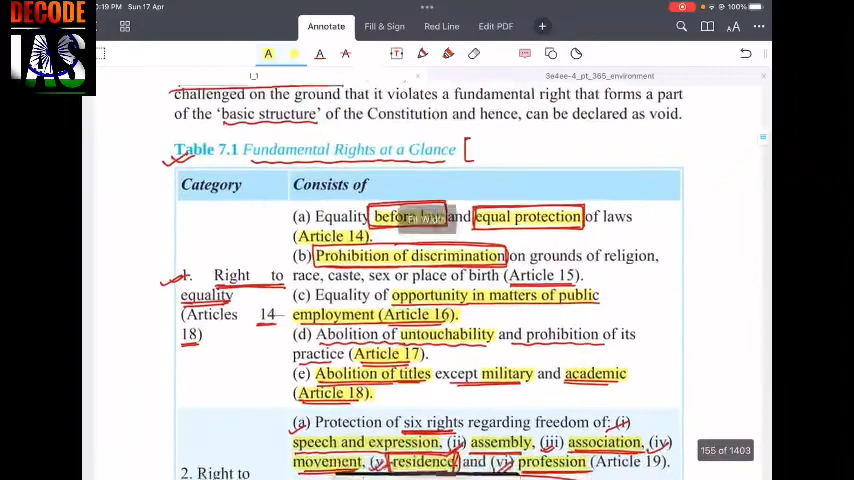 DECODE
IAS
:19 PM Sun 17 Apr
100%
Annotate Fill & Sign Red Line Edit PDF
A A A T AA
l_1 3e4ee-4_pt_365_environment
challenged on the ground that it violates a fundamental right that forms a part
of the ‘basic structure’ of the Constitution and hence, can be declared as void.
Table 7.1 Fundamental Rights at a Glance [
Category Consists of
(a) Equality before law and equal protection of laws
Fit Width
(Article 14).
(b) Prohibition of discrimination on grounds of religion,
race, caste, sex or place of birth (Article 15).
1. Right to equality (Articles 14–18)
(c) Equality of opportunity in matters of public
employment (Article 16).
(d) Abolition of untouchability and prohibition of its
practice (Article 17).
(e) Abolition of titles except military and academic
(Article 18).
(a) Protection of six rights regarding freedom of: (i)
speech and expression, (ii) assembly, (iii) association, (iv)
movement, (v) residence, and (vi) profession (Article 19).
2. Right to
155 of 1403